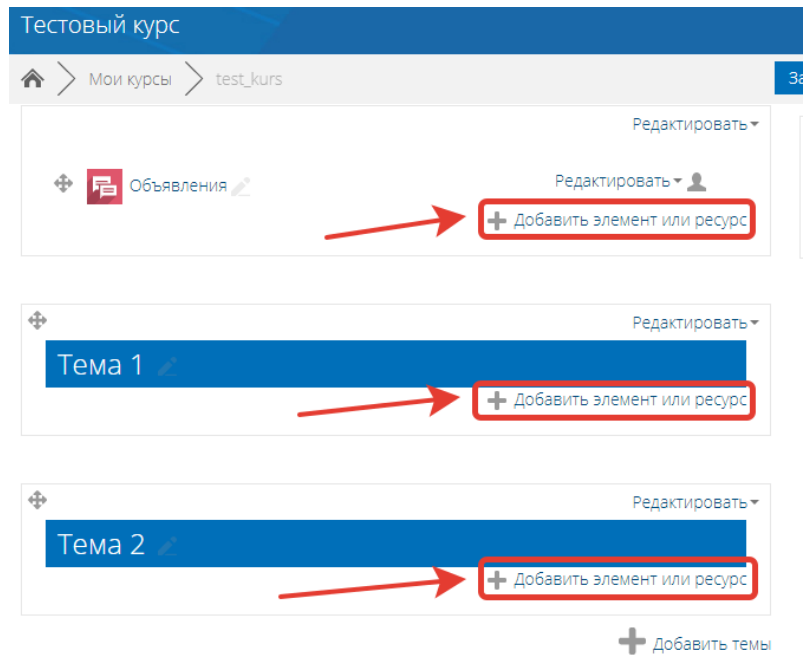 Тестовый курс
Мои курсы test_kurs
Редактировать
Объявления Редактировать
Добавить элемент или ресурс
Редактировать
Тема 1
Добавить элемент или ресурс
Редактировать
Тема 2
Добавить элемент или ресурс
Добавить темы